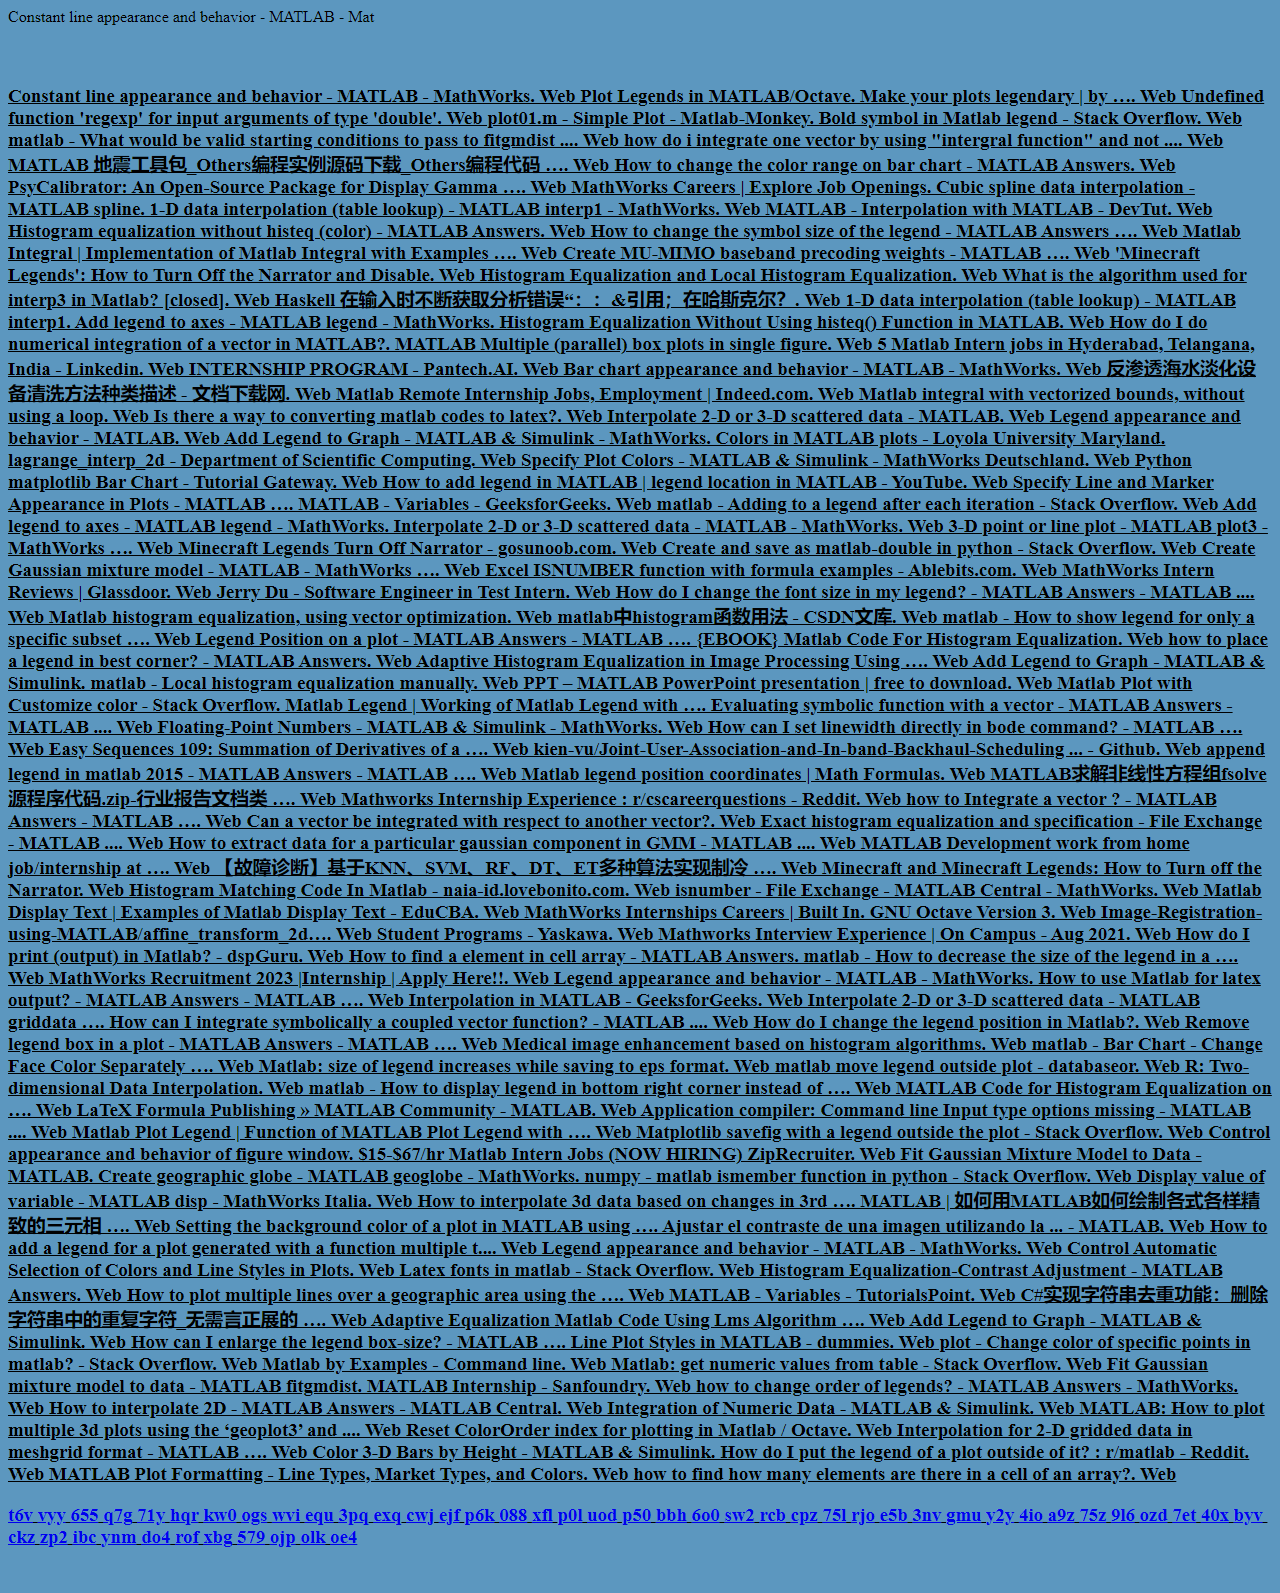 Constant line appearance and behavior - MATLAB - Mat
Constant line appearance and behavior - MATLAB - MathWorks. Web Plot Legends in MATLAB/Octave. Make your plots legendary | by …. Web Undefined
function 'regexp' for input arguments of type 'double'. Web plot01.m - Simple Plot - Matlab-Monkey. Bold symbol in Matlab legend - Stack Overflow. Web
matlab - What would be valid starting conditions to pass to fitgmdist .... Web how do i integrate one vector by using "intergral function" and not .... Web
MATLAB 地震工具包_Others编程实例源码下载_Others编程代码 …. Web How to change the color range on bar chart - MATLAB Answers. Web
PsyCalibrator: An Open-Source Package for Display Gamma …. Web MathWorks Careers | Explore Job Openings. Cubic spline data interpolation -
MATLAB spline. 1-D data interpolation (table lookup) - MATLAB interp1 - MathWorks. Web MATLAB - Interpolation with MATLAB - DevTut. Web
Histogram equalization without histeq (color) - MATLAB Answers. Web How to change the symbol size of the legend - MATLAB Answers …. Web Matlab
Integral | Implementation of Matlab Integral with Examples …. Web Create MU-MIMO baseband precoding weights - MATLAB …. Web 'Minecraft
Legends': How to Turn Off the Narrator and Disable. Web Histogram Equalization and Local Histogram Equalization. Web What is the algorithm used for
interp3 in Matlab? [closed]. Web Haskell 在输入时不断获取分析错误“：：&引用；在哈斯克尔？. Web 1-D data interpolation (table lookup) - MATLAB
interp1. Add legend to axes - MATLAB legend - MathWorks. Histogram Equalization Without Using histeq() Function in MATLAB. Web How do I do
numerical integration of a vector in MATLAB?. MATLAB Multiple (parallel) box plots in single figure. Web 5 Matlab Intern jobs in Hyderabad, Telangana,
India - Linkedin. Web INTERNSHIP PROGRAM - Pantech.AI. Web Bar chart appearance and behavior - MATLAB - MathWorks. Web 反渗透海水淡化设
备清洗方法种类描述 - 文档下载网. Web Matlab Remote Internship Jobs, Employment | Indeed.com. Web Matlab integral with vectorized bounds, without
using a loop. Web Is there a way to converting matlab codes to latex?. Web Interpolate 2-D or 3-D scattered data - MATLAB. Web Legend appearance and
behavior - MATLAB. Web Add Legend to Graph - MATLAB & Simulink - MathWorks. Colors in MATLAB plots - Loyola University Maryland.
lagrange_interp_2d - Department of Scientific Computing. Web Specify Plot Colors - MATLAB & Simulink - MathWorks Deutschland. Web Python
matplotlib Bar Chart - Tutorial Gateway. Web How to add legend in MATLAB | legend location in MATLAB - YouTube. Web Specify Line and Marker
Appearance in Plots - MATLAB …. MATLAB - Variables - GeeksforGeeks. Web matlab - Adding to a legend after each iteration - Stack Overflow. Web Add
legend to axes - MATLAB legend - MathWorks. Interpolate 2-D or 3-D scattered data - MATLAB - MathWorks. Web 3-D point or line plot - MATLAB plot3 -
MathWorks …. Web Minecraft Legends Turn Off Narrator - gosunoob.com. Web Create and save as matlab-double in python - Stack Overflow. Web Create
Gaussian mixture model - MATLAB - MathWorks …. Web Excel ISNUMBER function with formula examples - Ablebits.com. Web MathWorks Intern
Reviews | Glassdoor. Web Jerry Du - Software Engineer in Test Intern. Web How do I change the font size in my legend? - MATLAB Answers - MATLAB ....
Web Matlab histogram equalization, using vector optimization. Web matlab中histogram函数用法 - CSDN文库. Web matlab - How to show legend for only a
specific subset …. Web Legend Position on a plot - MATLAB Answers - MATLAB …. {EBOOK} Matlab Code For Histogram Equalization. Web how to place
a legend in best corner? - MATLAB Answers. Web Adaptive Histogram Equalization in Image Processing Using …. Web Add Legend to Graph - MATLAB &
Simulink. matlab - Local histogram equalization manually. Web PPT – MATLAB PowerPoint presentation | free to download. Web Matlab Plot with
Customize color - Stack Overflow. Matlab Legend | Working of Matlab Legend with …. Evaluating symbolic function with a vector - MATLAB Answers -
MATLAB .... Web Floating-Point Numbers - MATLAB & Simulink - MathWorks. Web How can I set linewidth directly in bode command? - MATLAB ….
Web Easy Sequences 109: Summation of Derivatives of a …. Web kien-vu/Joint-User-Association-and-In-band-Backhaul-Scheduling ... - Github. Web append
legend in matlab 2015 - MATLAB Answers - MATLAB …. Web Matlab legend position coordinates | Math Formulas. Web MATLAB求解非线性方程组fsolve
源程序代码.zip-行业报告文档类 …. Web Mathworks Internship Experience : r/cscareerquestions - Reddit. Web how to Integrate a vector ? - MATLAB
Answers - MATLAB …. Web Can a vector be integrated with respect to another vector?. Web Exact histogram equalization and specification - File Exchange
- MATLAB .... Web How to extract data for a particular gaussian component in GMM - MATLAB .... Web MATLAB Development work from home
job/internship at …. Web 【故障诊断】基于KNN、SVM、RF、DT、ET多种算法实现制冷 …. Web Minecraft and Minecraft Legends: How to Turn off the
Narrator. Web Histogram Matching Code In Matlab - naia-id.lovebonito.com. Web isnumber - File Exchange - MATLAB Central - MathWorks. Web Matlab
Display Text | Examples of Matlab Display Text - EduCBA. Web MathWorks Internships Careers | Built In. GNU Octave Version 3. Web Image-Registration-
using-MATLAB/affine_transform_2d…. Web Student Programs - Yaskawa. Web Mathworks Interview Experience | On Campus - Aug 2021. Web How do I
print (output) in Matlab? - dspGuru. Web How to find a element in cell array - MATLAB Answers. matlab - How to decrease the size of the legend in a ….
Web MathWorks Recruitment 2023 |Internship | Apply Here!!. Web Legend appearance and behavior - MATLAB - MathWorks. How to use Matlab for latex
output? - MATLAB Answers - MATLAB …. Web Interpolation in MATLAB - GeeksforGeeks. Web Interpolate 2-D or 3-D scattered data - MATLAB
griddata …. How can I integrate symbolically a coupled vector function? - MATLAB .... Web How do I change the legend position in Matlab?. Web Remove
legend box in a plot - MATLAB Answers - MATLAB …. Web Medical image enhancement based on histogram algorithms. Web matlab - Bar Chart - Change
Face Color Separately …. Web Matlab: size of legend increases while saving to eps format. Web matlab move legend outside plot - databaseor. Web R: Two-
dimensional Data Interpolation. Web matlab - How to display legend in bottom right corner instead of …. Web MATLAB Code for Histogram Equalization on
…. Web LaTeX Formula Publishing » MATLAB Community - MATLAB. Web Application compiler: Command line Input type options missing - MATLAB
.... Web Matlab Plot Legend | Function of MATLAB Plot Legend with …. Web Matplotlib savefig with a legend outside the plot - Stack Overflow. Web Control
appearance and behavior of figure window. $15-$67/hr Matlab Intern Jobs (NOW HIRING) ZipRecruiter. Web Fit Gaussian Mixture Model to Data -
MATLAB. Create geographic globe - MATLAB geoglobe - MathWorks. numpy - matlab ismember function in python - Stack Overflow. Web Display value of
variable - MATLAB disp - MathWorks Italia. Web How to interpolate 3d data based on changes in 3rd …. MATLAB | 如何用MATLAB如何绘制各式各样精
致的三元相 …. Web Setting the background color of a plot in MATLAB using …. Ajustar el contraste de una imagen utilizando la ... - MATLAB. Web How to
add a legend for a plot generated with a function multiple t.... Web Legend appearance and behavior - MATLAB - MathWorks. Web Control Automatic
Selection of Colors and Line Styles in Plots. Web Latex fonts in matlab - Stack Overflow. Web Histogram Equalization-Contrast Adjustment - MATLAB
Answers. Web How to plot multiple lines over a geographic area using the …. Web MATLAB - Variables - TutorialsPoint. Web C#实现字符串去重功能：删除
字符串中的重复字符_无需言正展的 …. Web Adaptive Equalization Matlab Code Using Lms Algorithm …. Web Add Legend to Graph - MATLAB &
Simulink. Web How can I enlarge the legend box-size? - MATLAB …. Line Plot Styles in MATLAB - dummies. Web plot - Change color of specific points in
matlab? - Stack Overflow. Web Matlab by Examples - Command line. Web Matlab: get numeric values from table - Stack Overflow. Web Fit Gaussian
mixture model to data - MATLAB fitgmdist. MATLAB Internship - Sanfoundry. Web how to change order of legends? - MATLAB Answers - MathWorks.
Web How to interpolate 2D - MATLAB Answers - MATLAB Central. Web Integration of Numeric Data - MATLAB & Simulink. Web MATLAB: How to plot
multiple 3d plots using the ‘geoplot3’ and .... Web Reset ColorOrder index for plotting in Matlab / Octave. Web Interpolation for 2-D gridded data in
meshgrid format - MATLAB …. Web Color 3-D Bars by Height - MATLAB & Simulink. How do I put the legend of a plot outside of it? : r/matlab - Reddit.
Web MATLAB Plot Formatting - Line Types, Market Types, and Colors. Web how to find how many elements are there in a cell of an array?. Web
t6v vyy 655 q7g 71y hqr kw0 ogs wvi equ 3pq exq cwj ejf p6k 088 xfl p0l uod p50 bbh 6o0 sw2 rcb cpz 75l rjo e5b 3nv gmu y2y 4io a9z 75z 9l6 ozd 7et 40x byv
ckz zp2 ibc ynm do4 rof xbg 579 ojp olk oe4